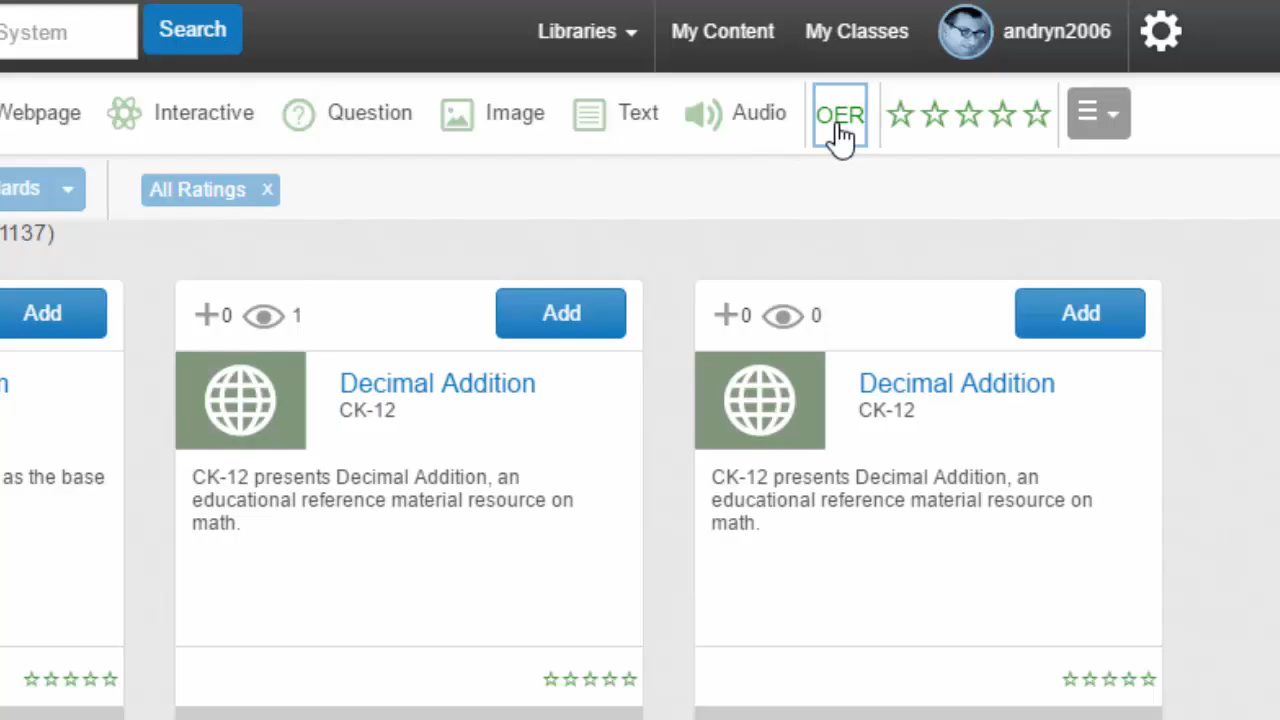 System
Search
Libraries
My Content
My Classes
andryn2006
Webpage
Interactive
Question
Image
Text
Audio
OER
All Ratings x
1137)
Add
+0 1
Add
+0 0
Add
Decimal Addition
CK-12
Decimal Addition
CK-12
as the base
CK-12 presents Decimal Addition, an
educational reference material resource on
math.
CK-12 presents Decimal Addition, an
educational reference material resource on
math.